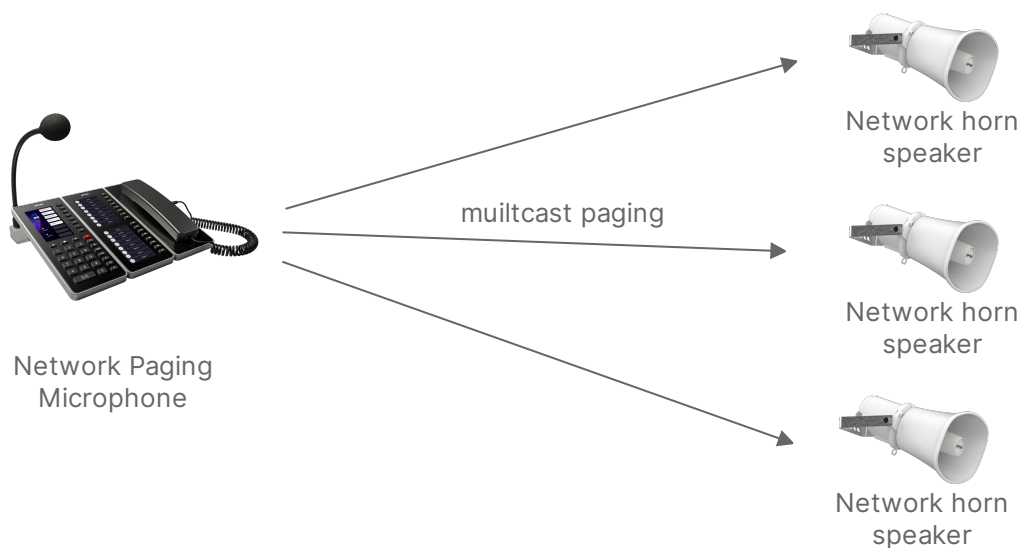 Network horn
speaker
muiltcast paging
Network horn
speaker
Network Paging
Microphone
Network horn
speaker